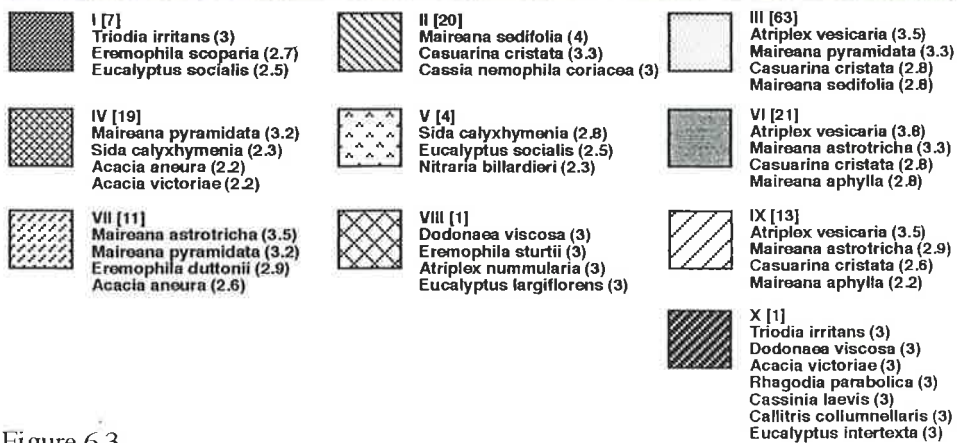 I [7]
Triodia irritans (3)
Eremophila scoparia (2.7)
Eucalyptus socialis (2.5)
II [20]
Maireana sedifolia (4)
Casuarina cristata (3.3)
Cassia nemophila coriacea (3)
III [63]
Atriplex vesicaria (3.5)
Maireana pyramidata (3.3)
Casuarina cristata (2.8)
Maireana sedifolia (2.8)
IV [19]
Maireana pyramidata (3.2)
Sida calyxhymenia (2.3)
Acacia aneura (2.2)
Acacia victoriae (2.2)
V [4]
Sida calyxhymenia (2.8)
Eucalyptus socialis (2.5)
Nitraria billardieri (2.3)
VI [21]
Atriplex vesicaria (3.8)
Maireana astrotricha (3.3)
Casuarina cristata (2.8)
Maireana aphylla (2.8)
VII [11]
Maireana astrotricha (3.5)
Maireana pyramidata (3.2)
Eremophila duttonii (2.9)
Acacia aneura (2.6)
VIII [1]
Dodonaea viscosa (3)
Eremophila sturtii (3)
Atriplex nummularia (3)
Eucalyptus largiflorens (3)
IX [13]
Atriplex vesicaria (3.5)
Maireana astrotricha (2.9)
Casuarina cristata (2.6)
Maireana aphylla (2.2)
X [1]
Triodia irritans (3)
Dodonaea viscosa (3)
Acacia victoriae (3)
Rhagodia parabolica (3)
Cassinia laevis (3)
Callitris collumnellaris (3)
Eucalyptus intertexta (3)
Figure 6.3